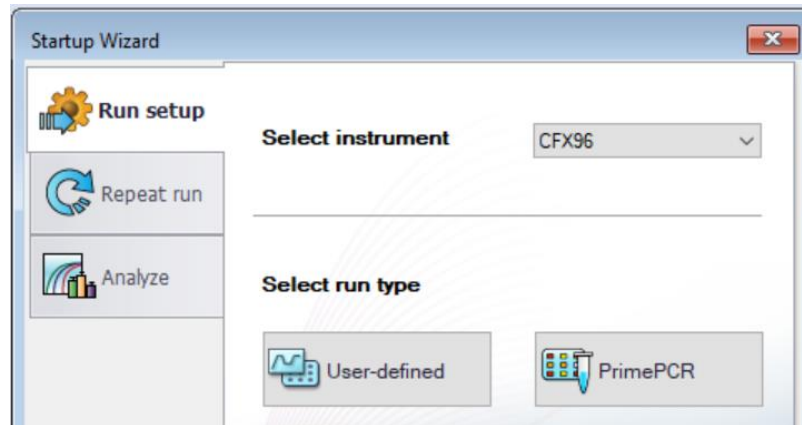 Startup Wizard
Run setup
Select instrument
CFX96
Repeat run
Analyze
Select run type
User-defined
PrimePCR